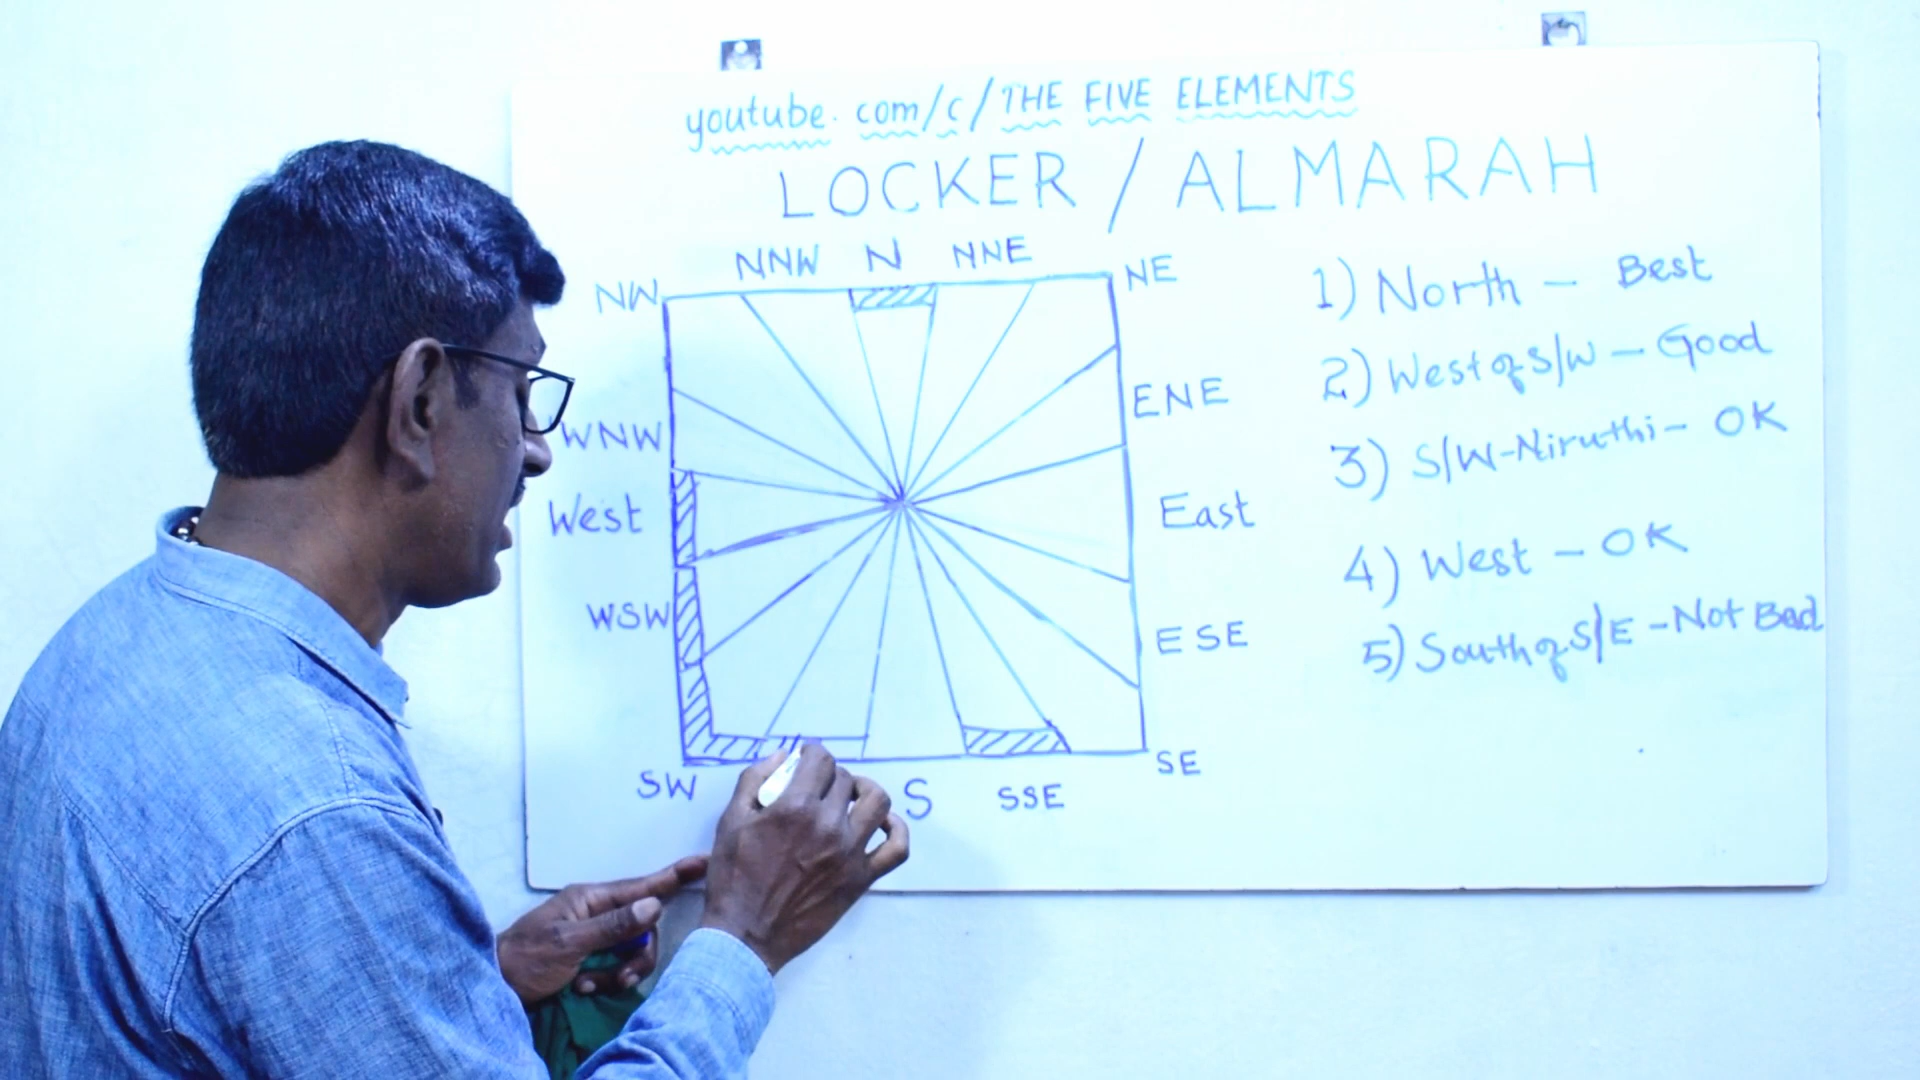 youtube.com/c/THE FIVE ELEMENTS
LOCKER / ALMARAH
NW NNW N NNE NE
WNW
West
WSW
SW S SSE SE
ENE
East
ESE
1) North - Best
2) West of S/W - Good
3) S/W-Niruthi - OK
4) West - OK
5) South of S/E - Not Bad